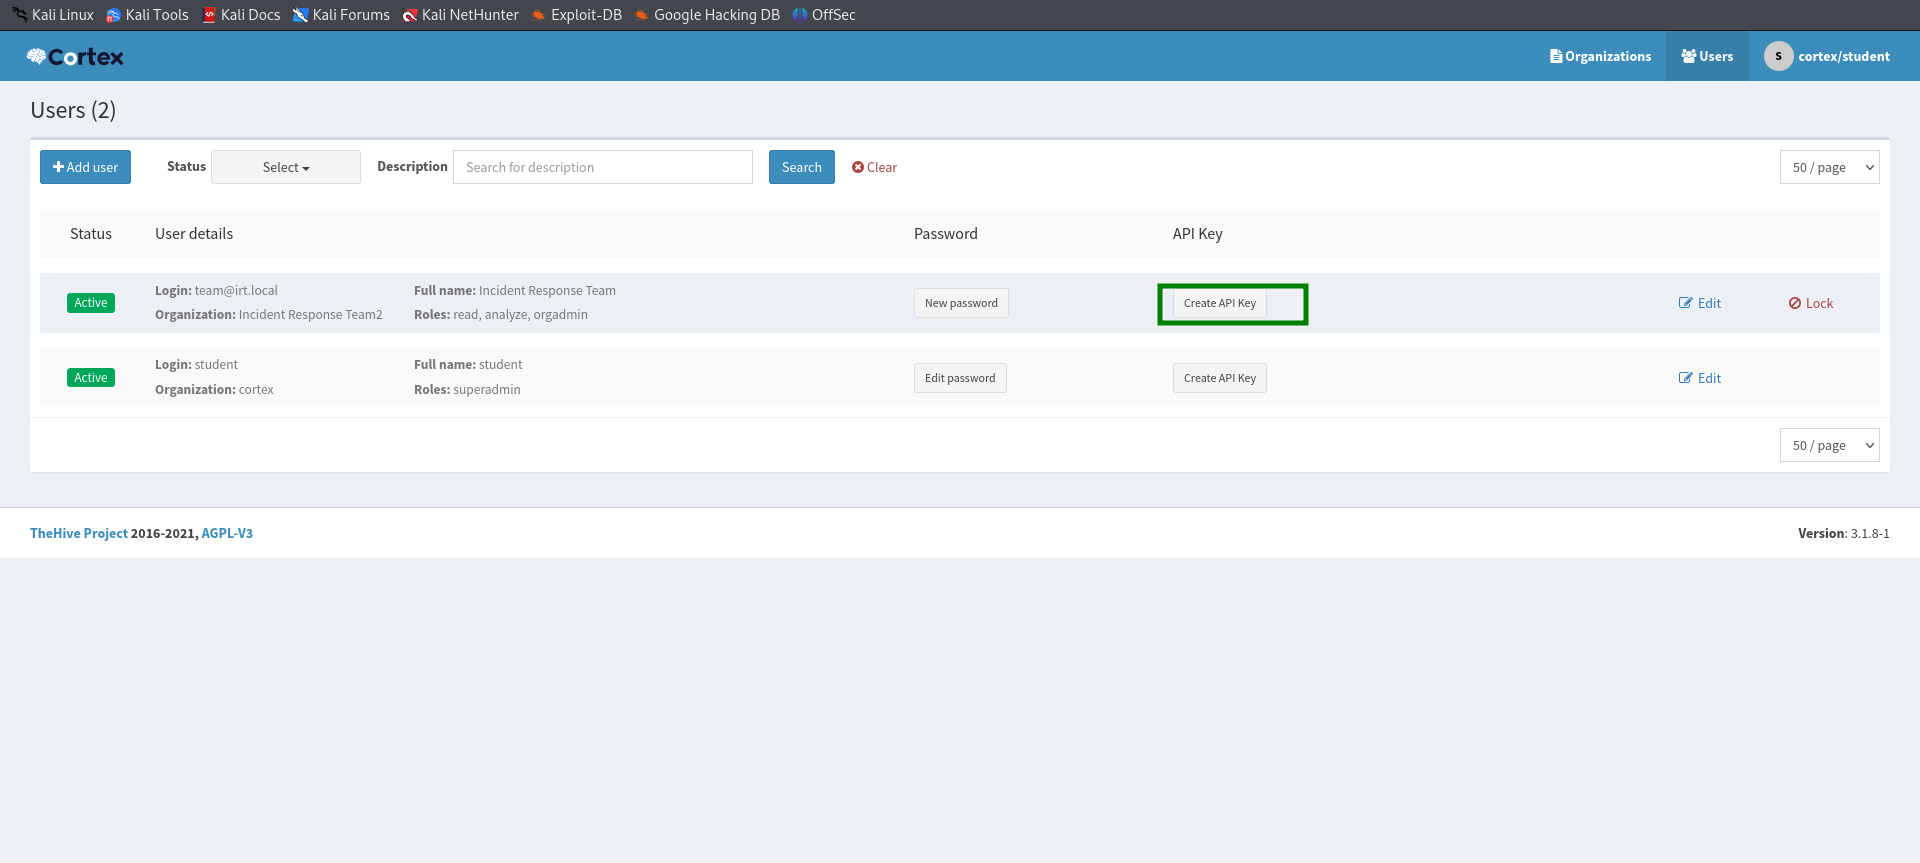 Kali Linux Kali Tools Kali Docs Kali Forums Kali NetHunter Exploit-DB Google Hacking DB OffSec
Cortex Organizations Users S cortex/student
Users (2)
Add user Status Select Description Search for description Search Clear 50 / page
Status User details Password API Key
Active Login: team@irt.local Full name: Incident Response Team New password Create API Key Edit Lock
Organization: Incident Response Team2 Roles: read, analyze, orgadmin
Active Login: student Full name: student Edit password Create API Key Edit
Organization: cortex Roles: superadmin
50 / page
TheHive Project 2016-2021, AGPL-V3 Version: 3.1.8-1